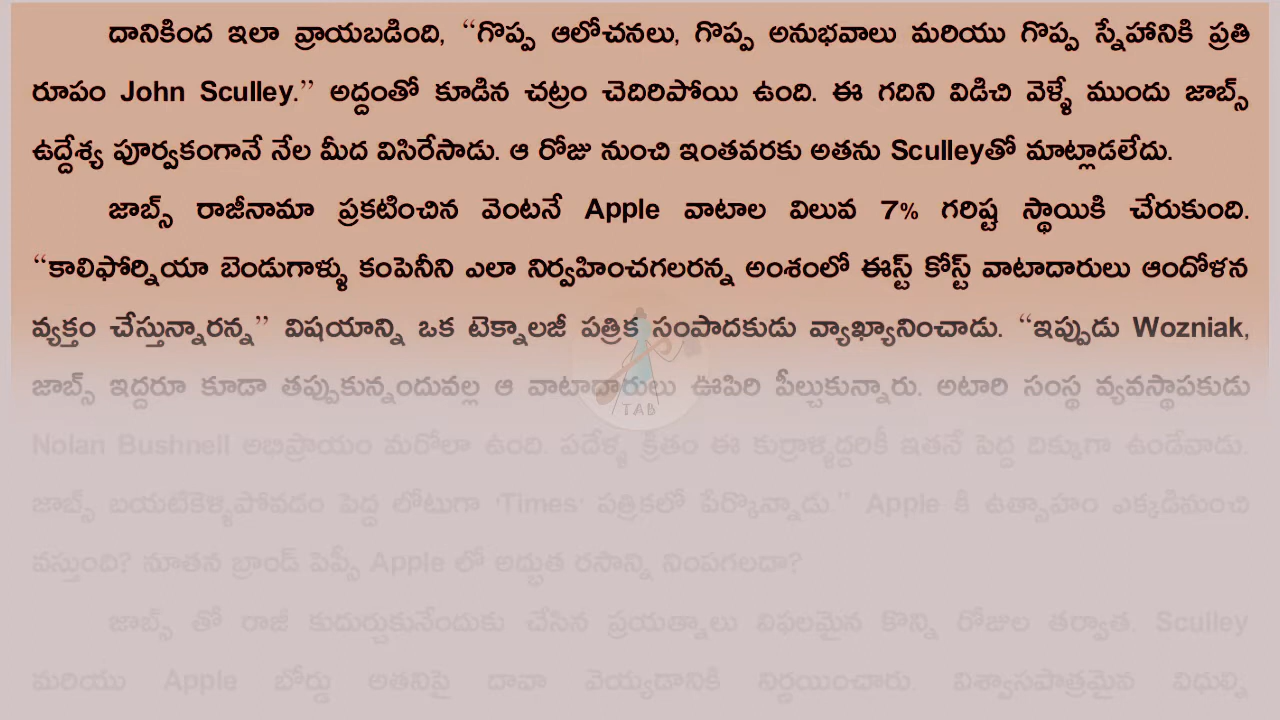 దానికింద ఇలా వ్రాయబడింది, “గొప్ప ఆలోచనలు, గొప్ప అనుభవాలు మరియు గొప్ప స్నేహానికి ప్రతి
రూపం John Sculley.” అద్దంతో కూడిన చట్రం చెదిరిపోయి ఉంది. ఈ గదిని విడిచి వెళ్ళే ముందు జాబ్స్
ఉద్దేశ్య పూర్వకంగానే నేల మీద విసిరేసాడు. ఆ రోజు నుంచి ఇంతవరకు అతను Sculleyతో మాట్లాడలేదు.
జాబ్స్ రాజీనామా ప్రకటించిన వెంటనే Apple వాటాల విలువ 7% గరిష్ట స్థాయికి చేరుకుంది.
“కాలిఫోర్నియా బెండుగాళ్ళు కంపెనీని ఎలా నిర్వహించగలరన్న అంశంలో ఈస్ట్ కోస్ట్ వాటాదారులు ఆందోళన
వ్యక్తం చేస్తున్నారన్న” విషయాన్ని ఒక టెక్నాలజీ పత్రిక సంపాదకుడు వ్యాఖ్యానించాడు. “ఇప్పుడు Wozniak,
జాబ్స్ ఇద్దరూ కూడా తప్పుకున్నందువల్ల ఆ వాటాదారులు ఊపిరి పీల్చుకున్నారు. అటారి సంస్థ వ్యవస్థాపకుడు
TAB
Nolan Bushnell అభిప్రాయం మరోలా ఉంది. పదేళ్ళ క్రితం ఈ కుర్రాళ్ళిద్దరికీ ఇతనే పెద్ద దిక్కుగా ఉండేవాడు.
జాబ్స్ బయటికెళ్ళిపోవడం పెద్ద లోటుగా ‘Times’ పత్రికలో పేర్కొన్నాడు.” Apple కి ఉత్సాహం ఎక్కడినుంచి
వస్తుంది? నూతన బ్రాండ్ పెప్సీ Apple లో అద్భుత రసాన్ని నింపగలదా?
జాబ్స్ తో రాజీ కుదుర్చుకునేందుకు చేసిన ప్రయత్నాలు విఫలమైన కొన్ని రోజుల తర్వాత, Sculley
మరియు Apple బోర్డు అతనిపై దావా వెయ్యడానికి నిర్ణయించారు. విశ్వాసపాత్రమైన విధుల్ని